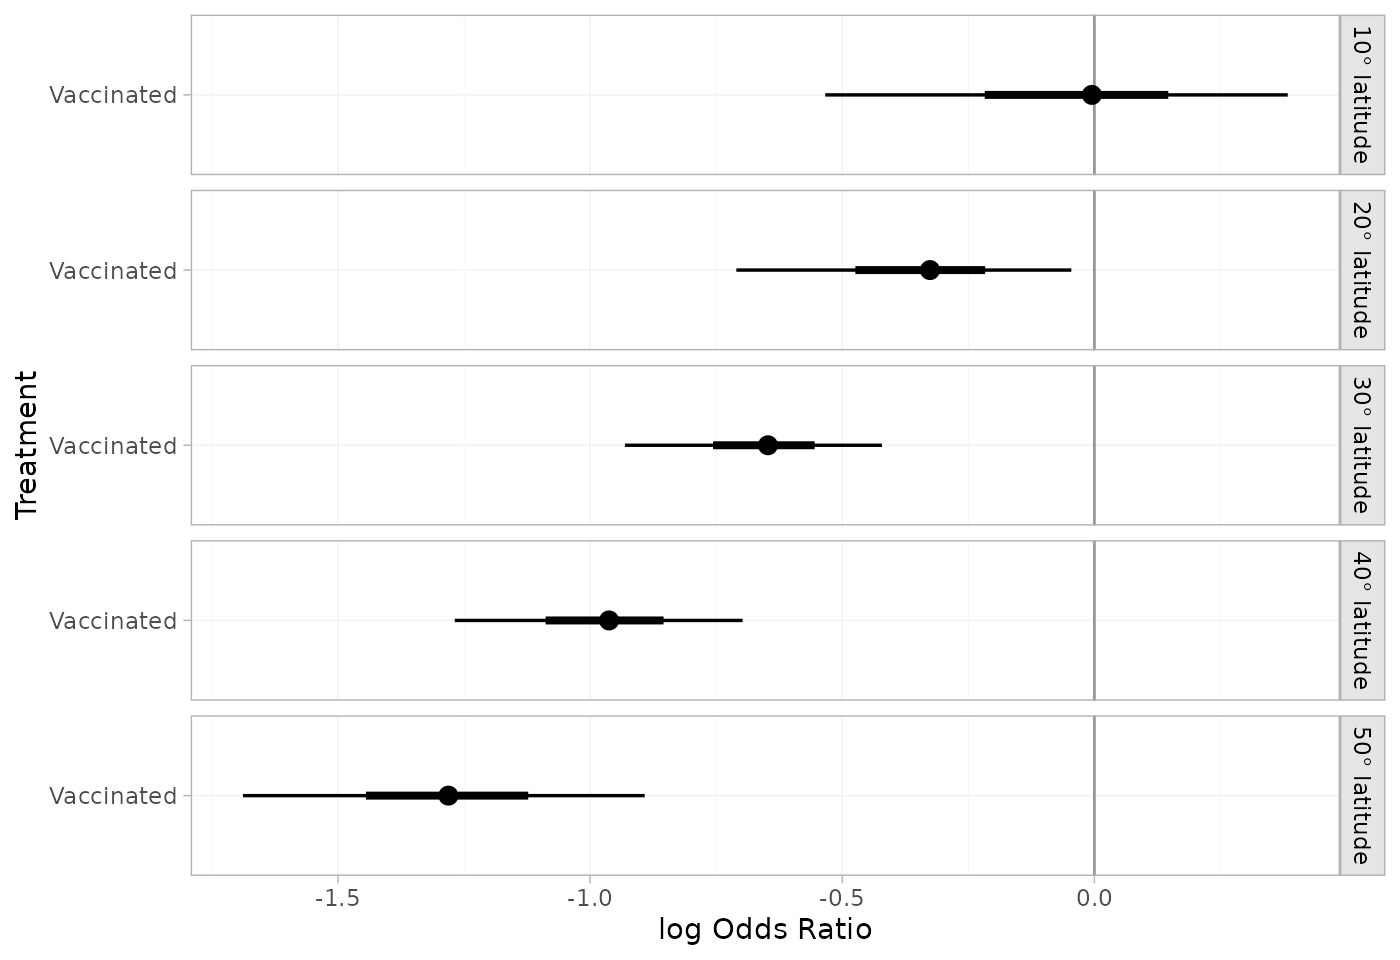 Treatment
Vaccinated
10° latitude
Vaccinated
20° latitude
Vaccinated
30° latitude
Vaccinated
40° latitude
Vaccinated
50° latitude
-1.5
-1.0
-0.5
0.0
log Odds Ratio